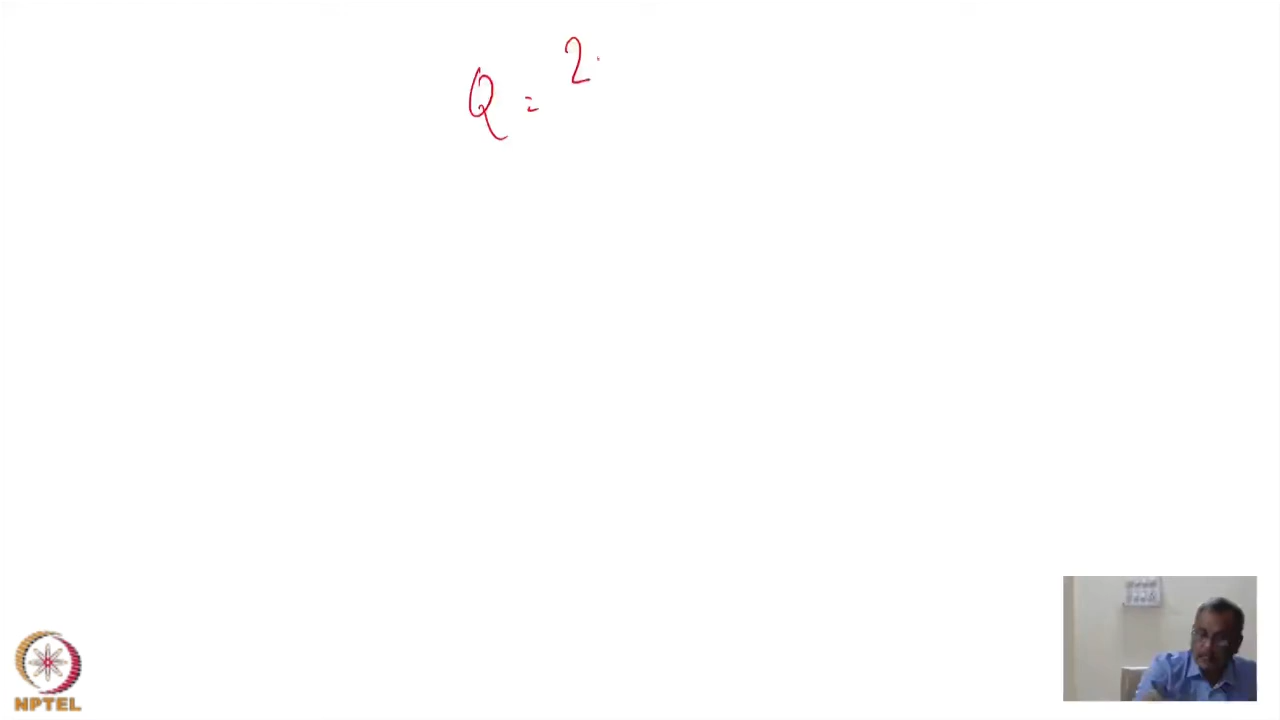 Q = 2.
NPTEL